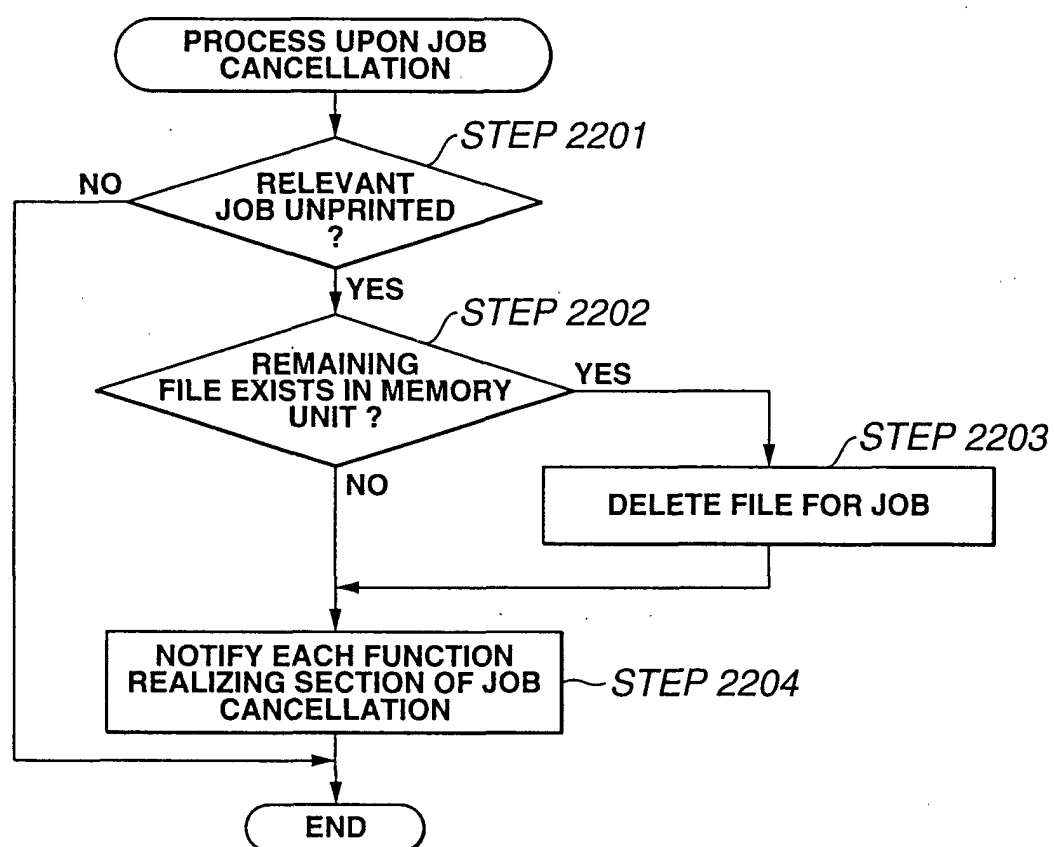 PROCESS UPON JOB
CANCELLATION
STEP 2201
NO
RELEVANT
JOB UNPRINTED
?
YES
STEP 2202
REMAINING
FILE EXISTS IN MEMORY
UNIT ?
YES
STEP 2203
NO
DELETE FILE FOR JOB
NOTIFY EACH FUNCTION
REALIZING SECTION OF JOB
CANCELLATION
STEP 2204
END